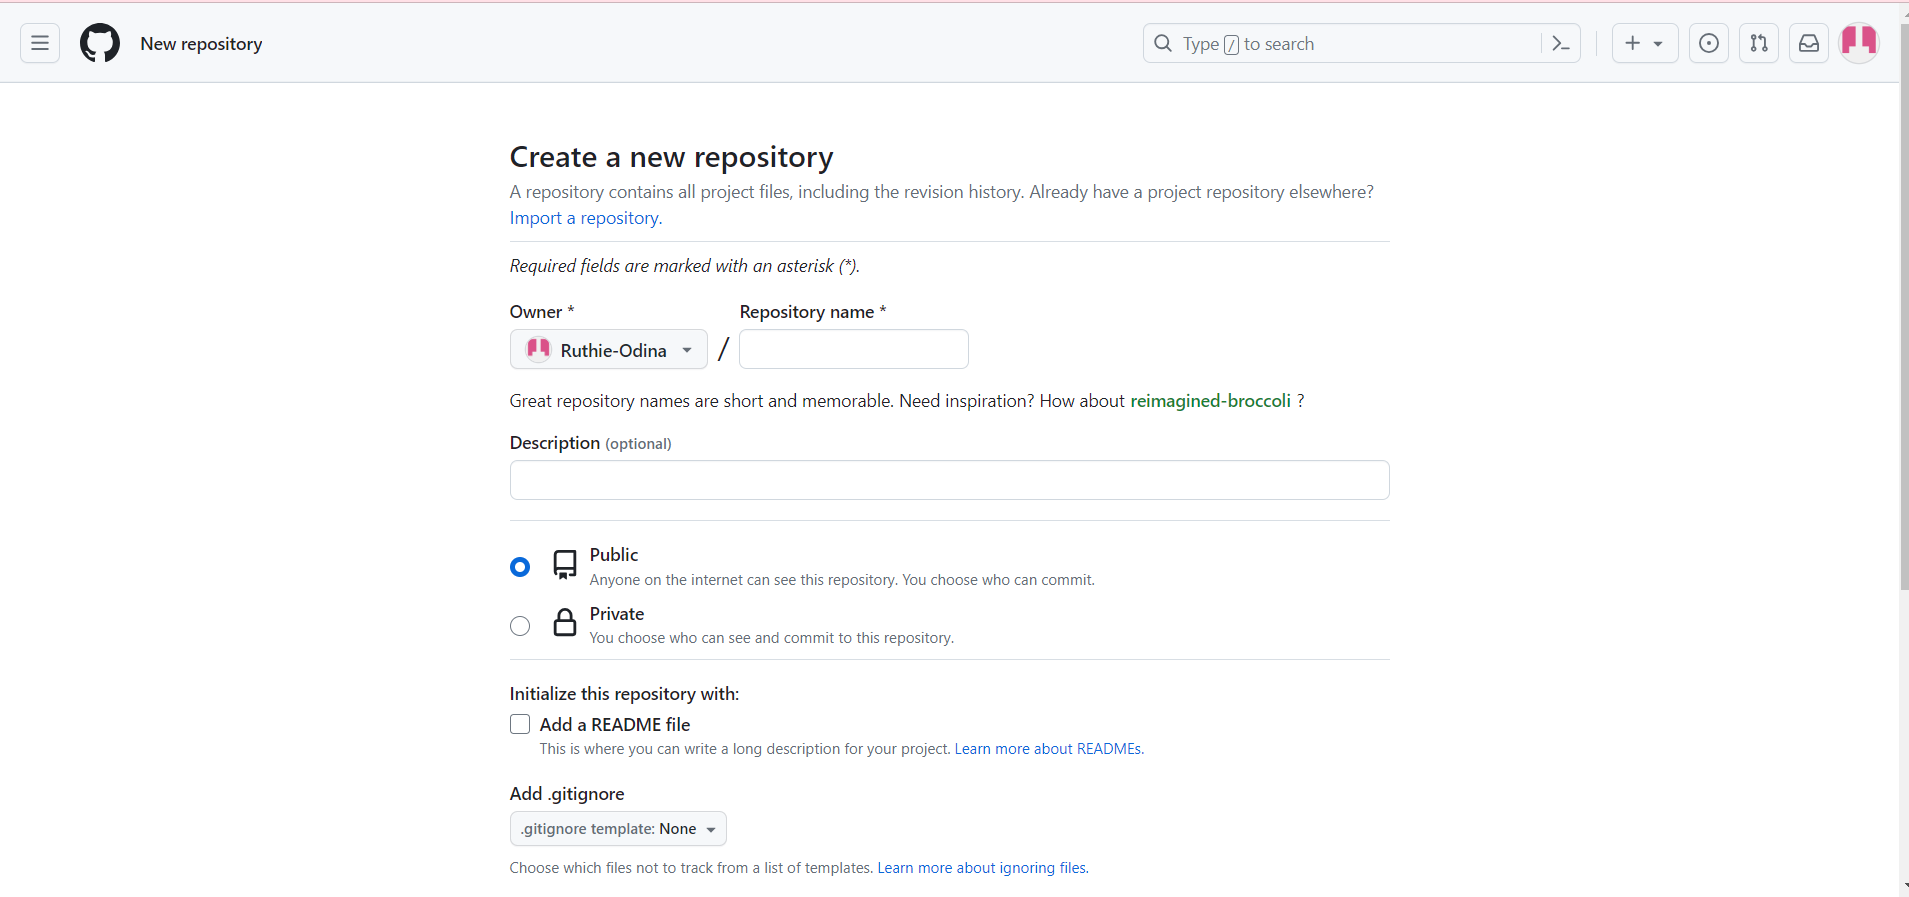 New repository
Type / to search
Create a new repository
A repository contains all project files, including the revision history. Already have a project repository elsewhere?
Import a repository.
Required fields are marked with an asterisk (*).
Owner * Repository name *
Ruthie-Odina /
Great repository names are short and memorable. Need inspiration? How about reimagined-broccoli ?
Description (optional)
Public
Anyone on the internet can see this repository. You choose who can commit.
Private
You choose who can see and commit to this repository.
Initialize this repository with:
Add a README file
This is where you can write a long description for your project. Learn more about READMEs.
Add .gitignore
.gitignore template: None
Choose which files not to track from a list of templates. Learn more about ignoring files.